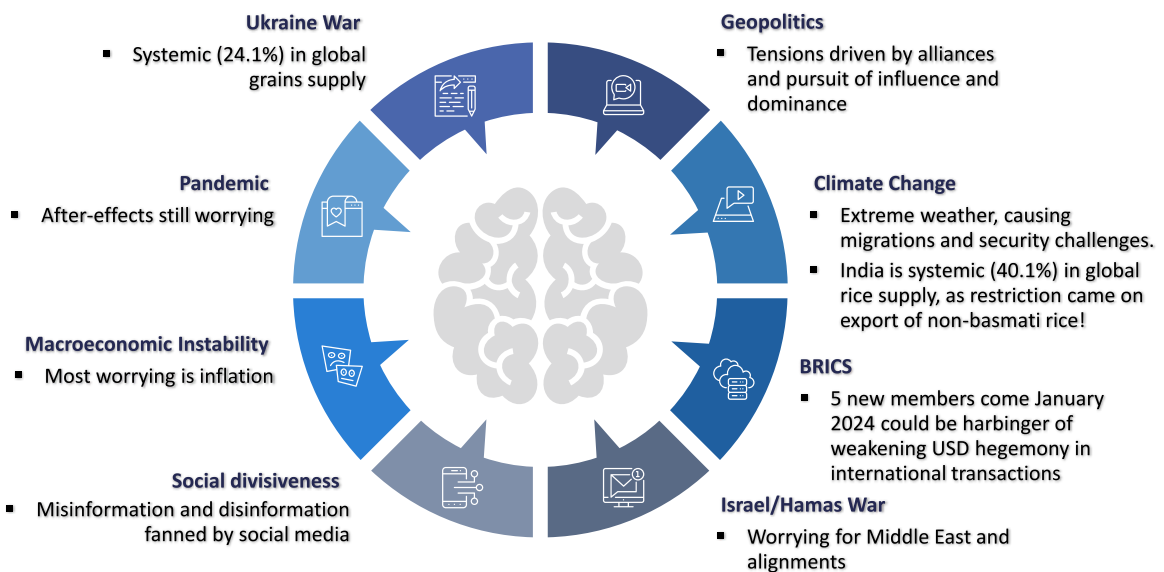 Ukraine War
▪ Systemic (24.1%) in global
grains supply
Geopolitics
▪ Tensions driven by alliances
and pursuit of influence and
dominance
Pandemic
▪ After-effects still worrying
Climate Change
▪ Extreme weather, causing
migrations and security challenges.
▪ India is systemic (40.1%) in global
rice supply, as restriction came on
export of non-basmati rice!
Macroeconomic Instability
▪ Most worrying is inflation
BRICS
▪ 5 new members come January
2024 could be harbinger of
weakening USD hegemony in
international transactions
Social divisiveness
▪ Misinformation and disinformation
fanned by social media
1
Israel/Hamas War
▪ Worrying for Middle East and
alignments